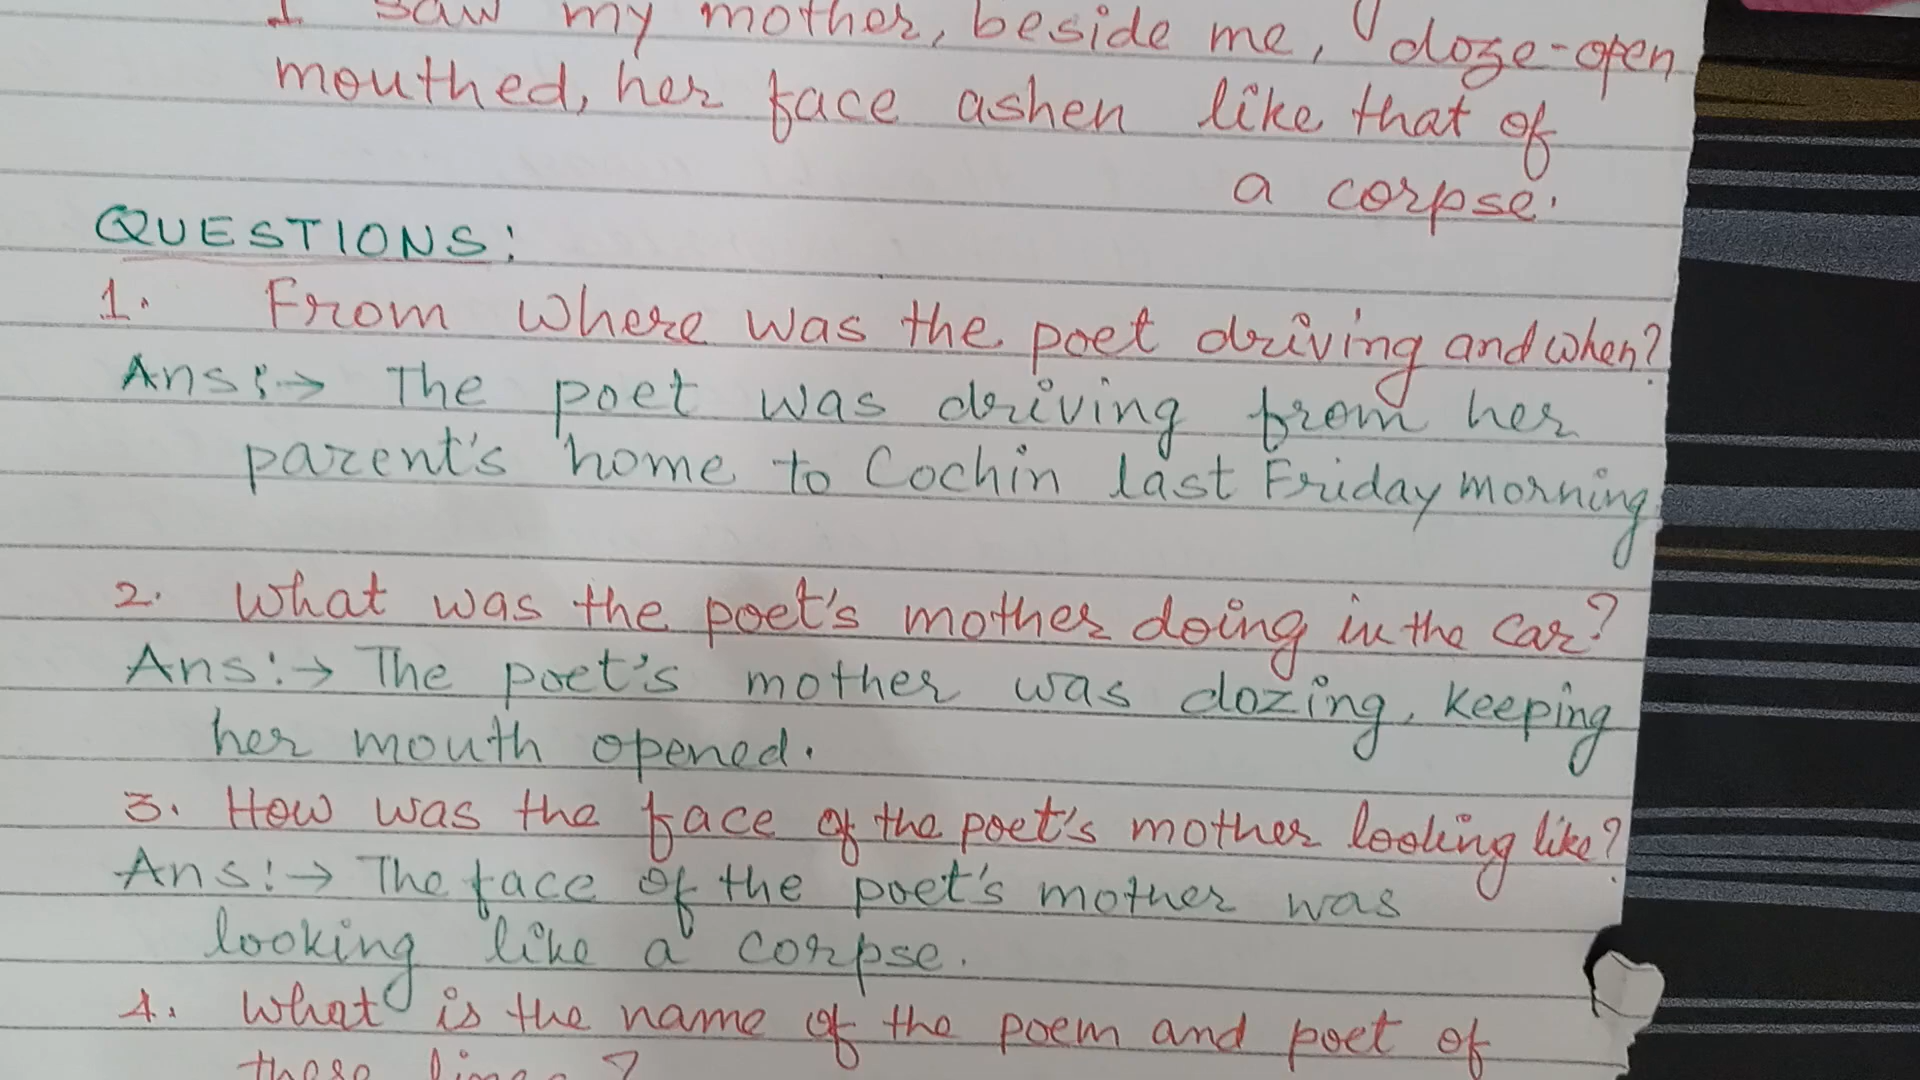 I saw my mother, beside me, doze-open
mouthed, her face ashen like that of
a corpse.
QUESTIONS:
1. From where was the poet driving and when?
Ans:→ The poet was driving from her
parent's home to Cochin last Friday morning
2. What was the poet's mother doing in the car?
Ans:→ The poet's mother was dozing, keeping
her mouth opened.
3. How was the face of the poet's mother looking like?
Ans:→ The face of the poet's mother was
looking like a corpse.
4. What is the name of the poem and poet of
these lines?